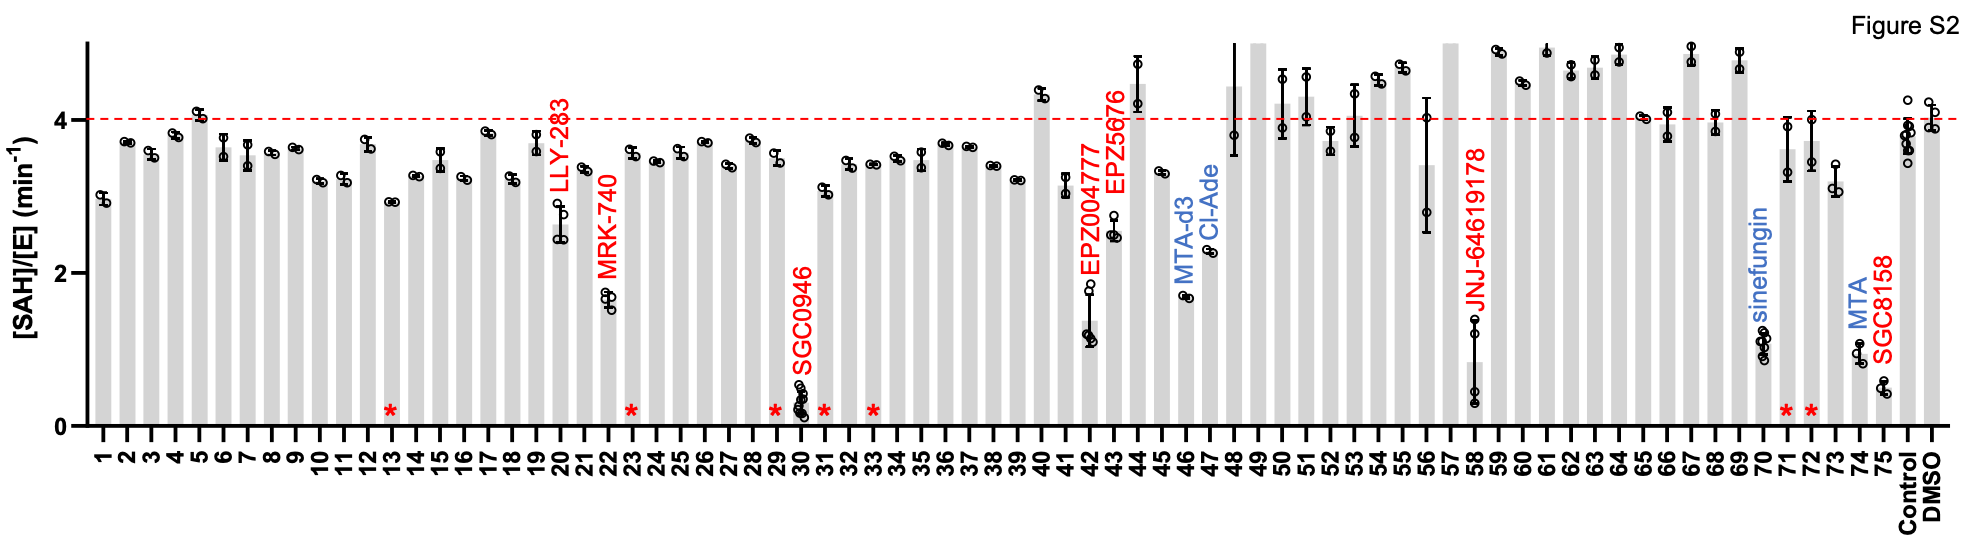 Figure S2
[SAH]/[E] (min-1)
4
2
0
LLY-283
MRK-740
SGC0946
EPZ004777
EPZ5676
MTA-d3
Cl-Ade
JNJ-64619178
sinefungin
MTA
SGC8158
* * * * * * *
1 2 3 4 5 6 7 8 9 10 11 12 13 14 15 16 17 18 19 20 21 22 23 24 25 26 27 28 29 30 31 32 33 34 35 36 37 38 39 40 41 42 43 44 45 46 47 48 49 50 51 52 53 54 55 56 57 58 59 60 61 62 63 64 65 66 67 68 69 70 71 72 73 74 75 Control DMSO